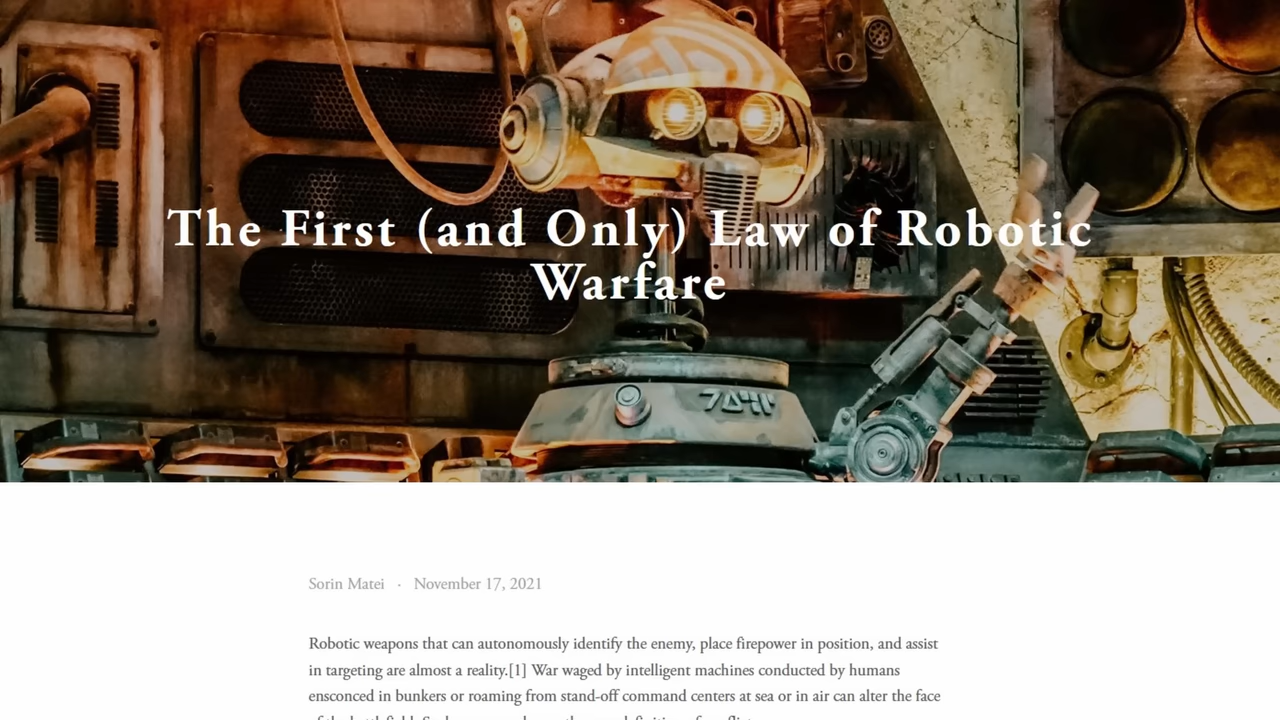 The First (and Only) Law of Robotic
Warfare
Sorin Matei · November 17, 2021
Robotic weapons that can autonomously identify the enemy, place firepower in position, and assist
in targeting are almost a reality.[1] War waged by intelligent machines conducted by humans
ensconced in bunkers or roaming from stand-off command centers at sea or in air can alter the face